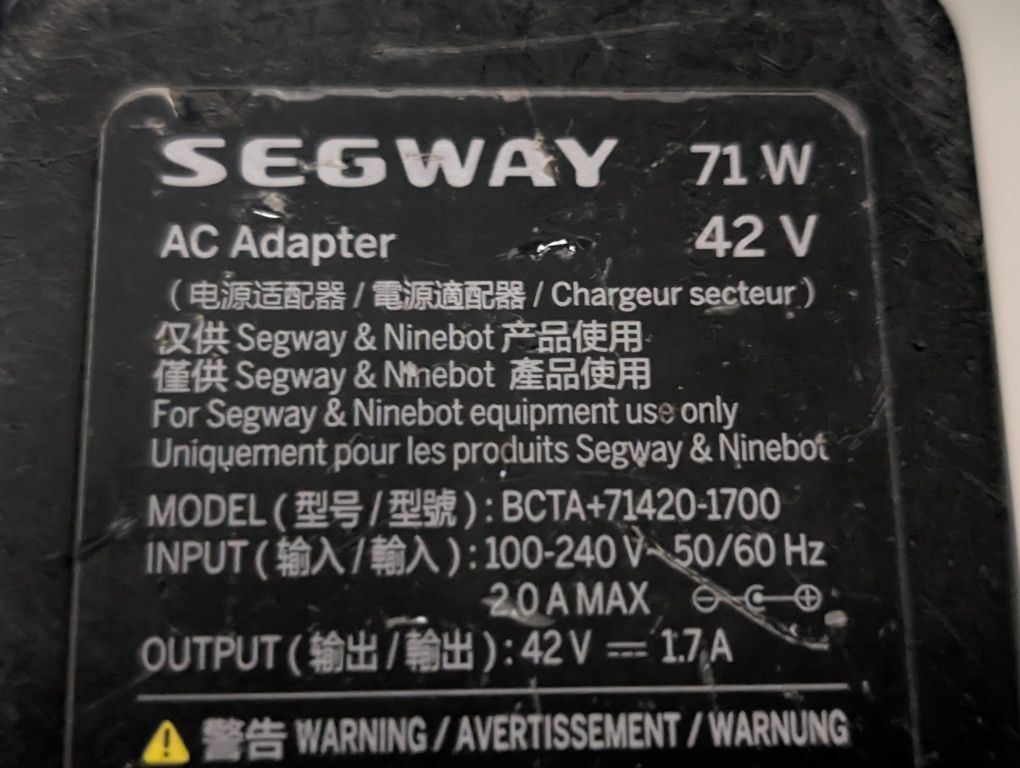 SEGWAY 71 W
AC Adapter 42 V
(电源适配器 / 電源適配器 / Chargeur secteur)
仅供 Segway & Ninebot 产品使用
僅供 Segway & Ninebot 產品使用
For Segway & Ninebot equipment use only
Uniquement pour les produits Segway & Ninebot
MODEL (型号 / 型號) : BCTA+71420-1700
INPUT (输入 / 輸入) : 100-240 V~ 50/60 Hz
2.0 A MAX
OUTPUT (输出 / 輸出) : 42 V ⎓ 1.7 A
警告 WARNING / AVERTISSEMENT / WARNUNG